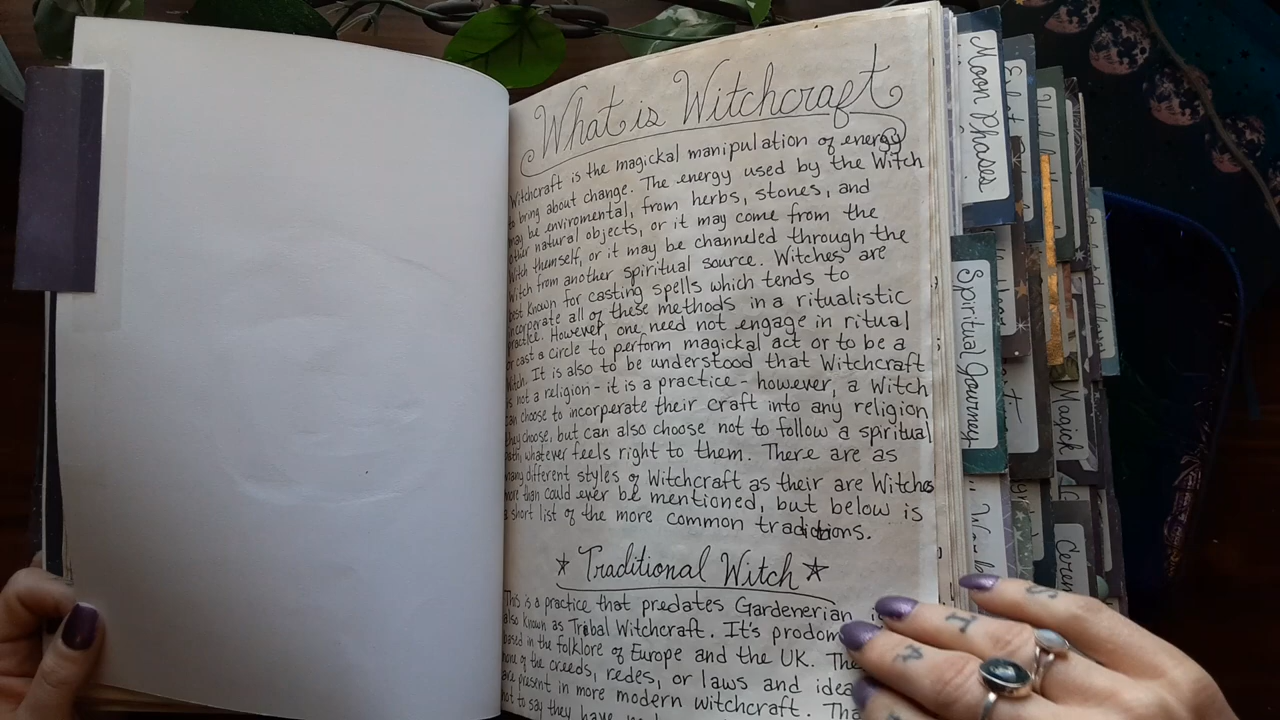 What is Witchcraft
Witchcraft is the magickal manipulation of energy
to bring about change. The energy used by the Witch
may be enviromental, from herbs, stones, and
other natural objects, or it may come from the
Witch themself, or it may be channeled through the
Witch from another spiritual source. Witches are
best known for casting spells which tends to
incorperate all of these methods in a ritualistic
practice. However, one need not engage in ritual
or cast a circle to perform magickal act or to be a
Witch. It is also to be understood that Witchcraft
is not a religion - it is a practice - however, a Witch
can choose to incorperate their craft into any religion
they choose, but can also choose not to follow a spiritual
path, whatever feels right to them. There are as
many different styles of Witchcraft as their are Witches
more than could ever be mentioned, but below is
a short list of the more common traditions.
Traditional Witch
This is a practice that predates Gardenerian
also known as Tribal Witchcraft. It's prodom
based in the folklore of Europe and the UK. The
none of the creeds, redes, or laws and idea
are present in more modern witchcraft. Tha
not to say they have
Moon Phases
Spiritual Journey
Magick
Ceren